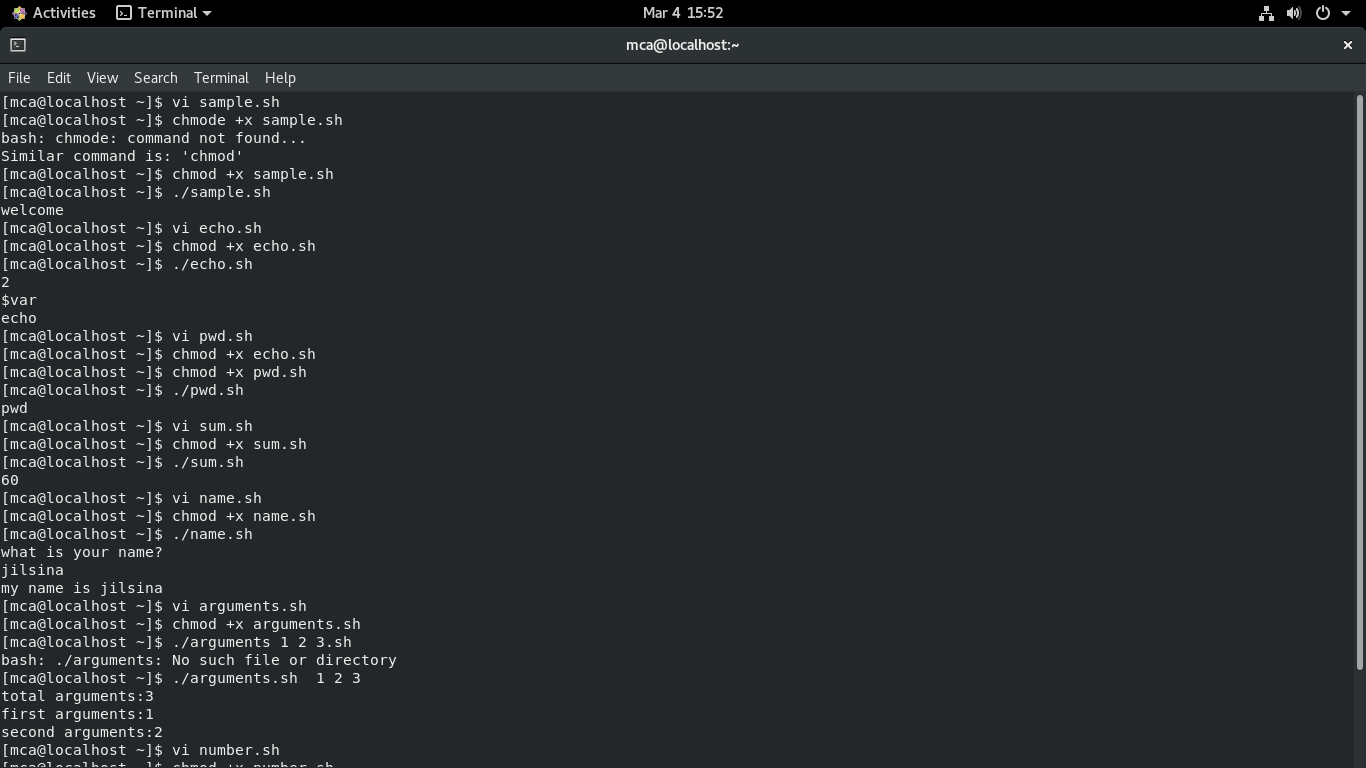 Activities Terminal Mar 4 15:52
mca@localhost:~
File Edit View Search Terminal Help
[mca@localhost ~]$ vi sample.sh
[mca@localhost ~]$ chmode +x sample.sh
bash: chmode: command not found...
Similar command is: 'chmod'
[mca@localhost ~]$ chmod +x sample.sh
[mca@localhost ~]$ ./sample.sh
welcome
[mca@localhost ~]$ vi echo.sh
[mca@localhost ~]$ chmod +x echo.sh
[mca@localhost ~]$ ./echo.sh
2
$var
echo
[mca@localhost ~]$ vi pwd.sh
[mca@localhost ~]$ chmod +x echo.sh
[mca@localhost ~]$ chmod +x pwd.sh
[mca@localhost ~]$ ./pwd.sh
pwd
[mca@localhost ~]$ vi sum.sh
[mca@localhost ~]$ chmod +x sum.sh
[mca@localhost ~]$ ./sum.sh
60
[mca@localhost ~]$ vi name.sh
[mca@localhost ~]$ chmod +x name.sh
[mca@localhost ~]$ ./name.sh
what is your name?
jilsina
my name is jilsina
[mca@localhost ~]$ vi arguments.sh
[mca@localhost ~]$ chmod +x arguments.sh
[mca@localhost ~]$ ./arguments 1 2 3.sh
bash: ./arguments: No such file or directory
[mca@localhost ~]$ ./arguments.sh  1 2 3
total arguments:3
first arguments:1
second arguments:2
[mca@localhost ~]$ vi number.sh
[mca@localhost ~]$ chmod +x number.sh